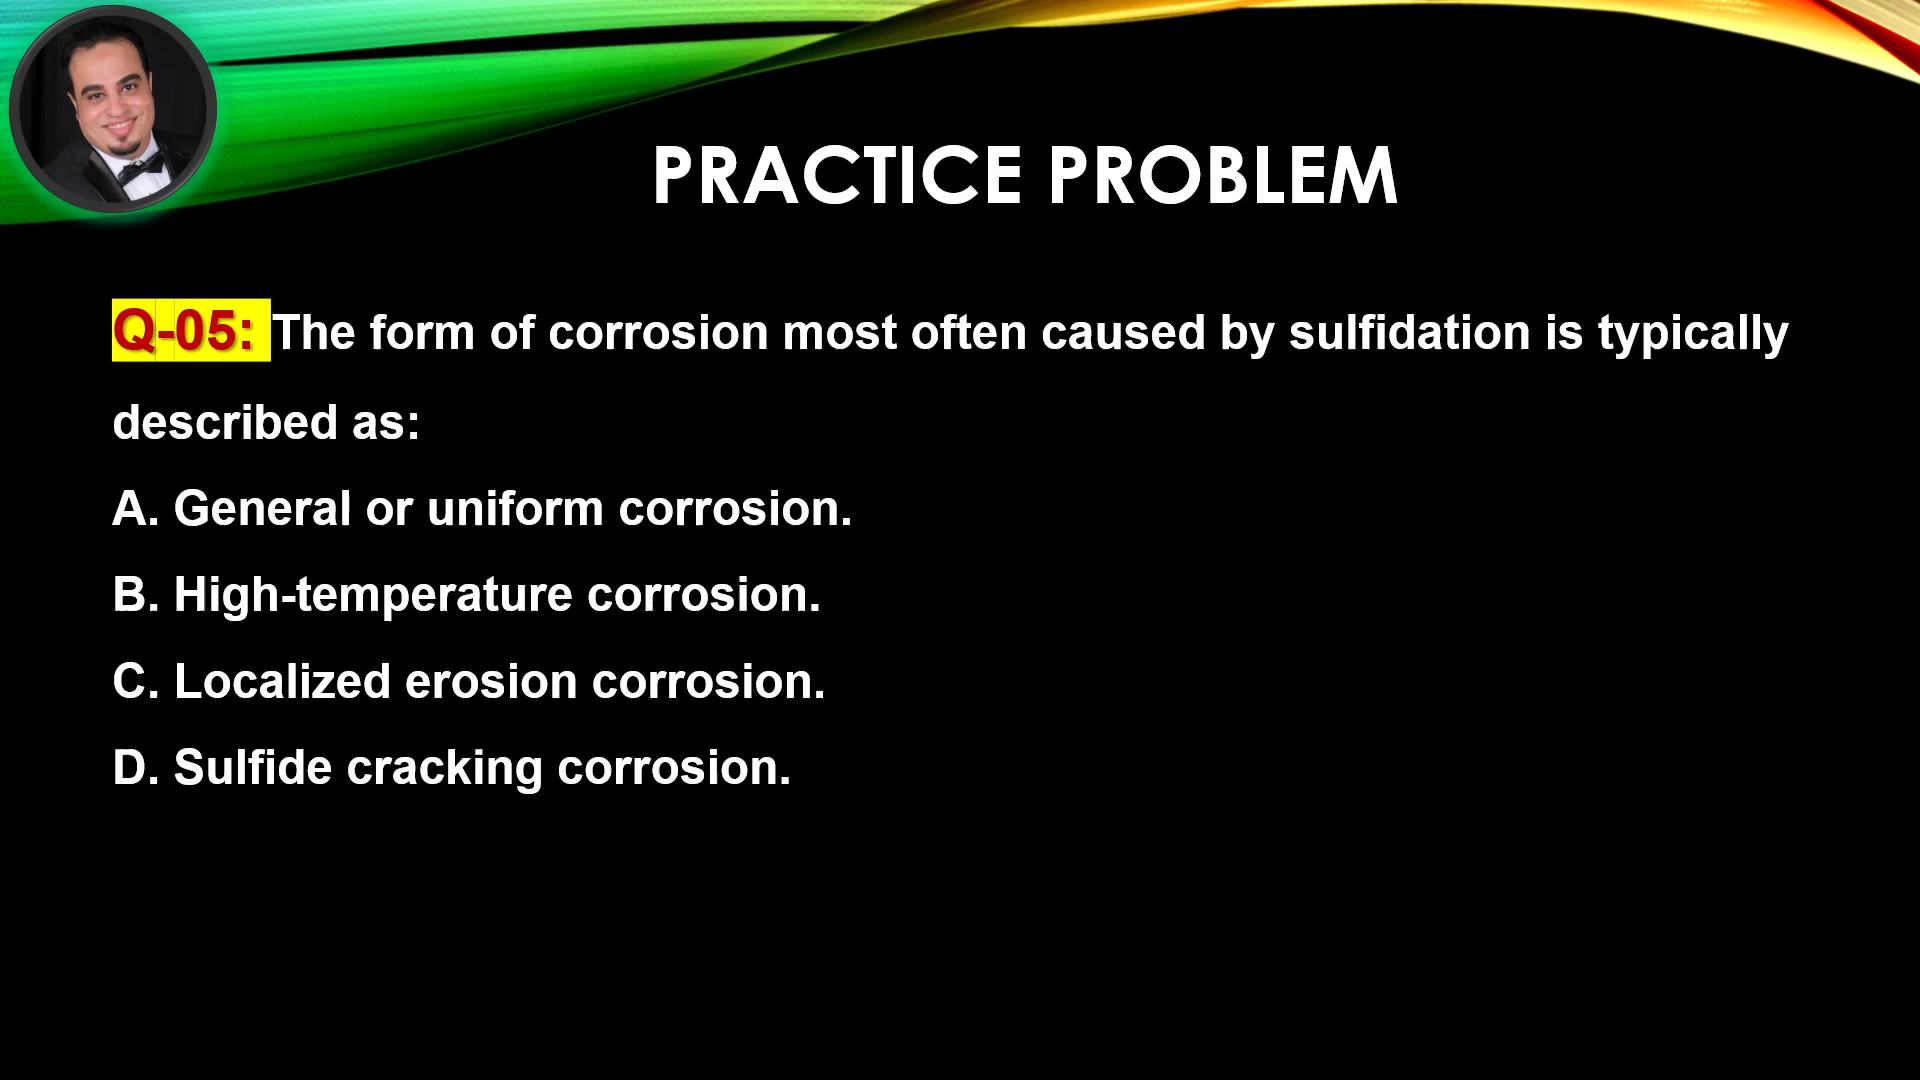 PRACTICE PROBLEM
Q-05: The form of corrosion most often caused by sulfidation is typically
described as:
A. General or uniform corrosion.
B. High-temperature corrosion.
C. Localized erosion corrosion.
D. Sulfide cracking corrosion.